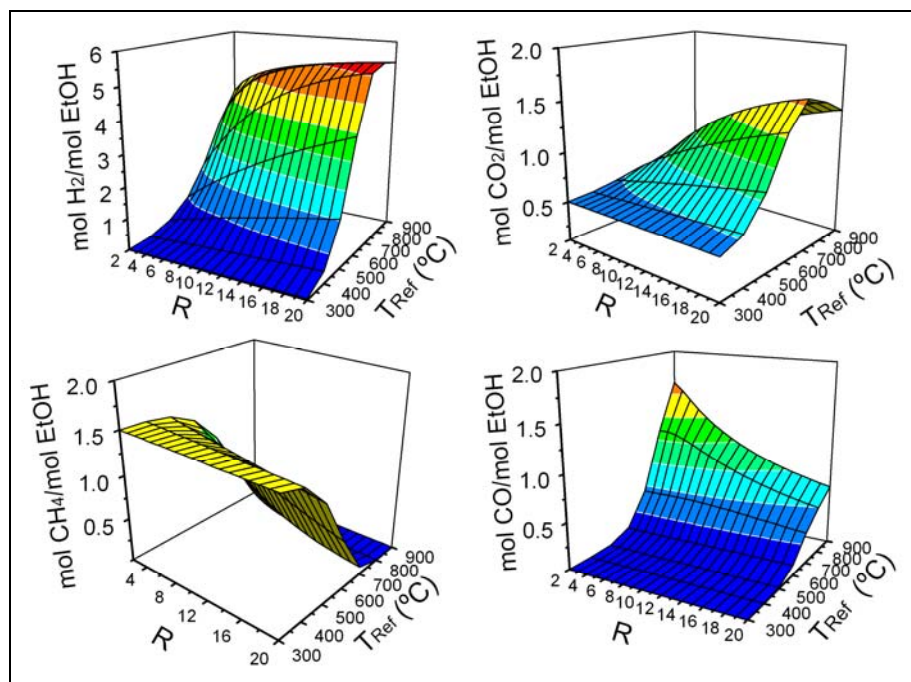 6
5
4
3
2
1
mol H2/mol EtOH
2 4 6 8 10 12 14 16 18 20
R
300 400 500 600 700 800 900
TRef (ºC)
2.0
1.5
1.0
0.5
mol CO2/mol EtOH
2 4 6 8 10 12 14 16 18 20
R
300 400 500 600 700 800 900
TRef (ºC)
2.0
1.5
1.0
0.5
mol CH4/mol EtOH
4 8 12 16 20
R
300 400 500 600 700 800 900
TRef (ºC)
2.0
1.5
1.0
0.5
mol CO/mol EtOH
2 4 6 8 10 12 14 16 18 20
R
300 400 500 600 700 800 900
TRef (ºC)